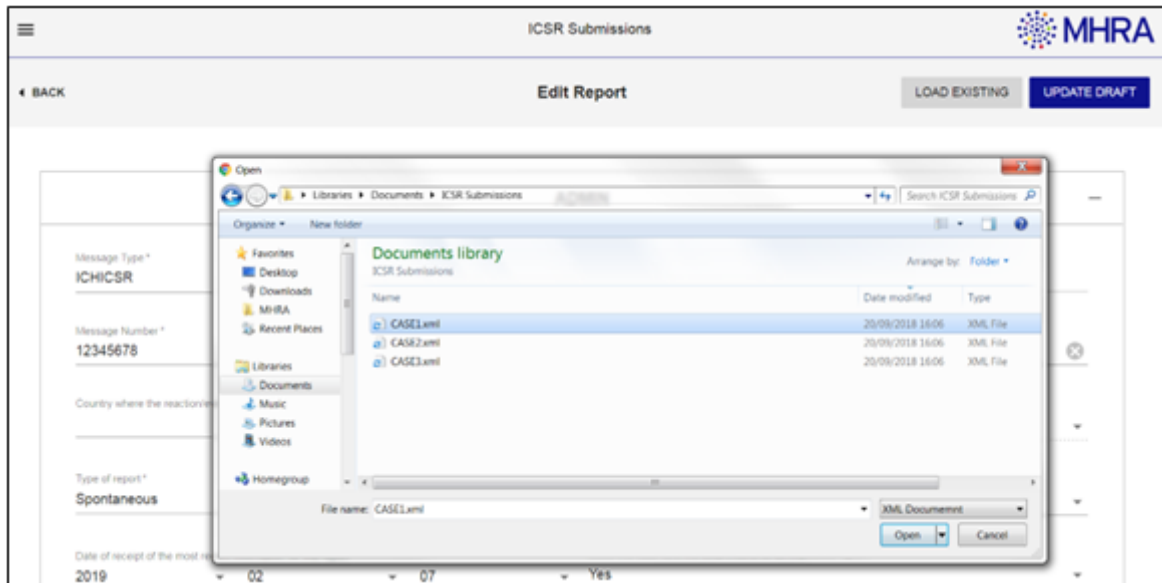 ICSR Submissions
MHRA
BACK
Edit Report
LOAD EXISTING
UPDATE DRAFT
Open
Libraries ▸ Documents ▸ ICSR Submissions
Search ICSR Submissions
Organize
New folder
Favorites
Desktop
Downloads
MHRA
Recent Places
Libraries
Documents
Music
Pictures
Videos
Homegroup
Documents library
ICSR Submissions
Arrange by: Folder
Name Date modified Type
CASE1.xml 20/09/2018 16:06 XML File
CASE2.xml 20/09/2018 16:06 XML File
CASE3.xml 20/09/2018 16:06 XML File
File name: CASE1.xml
XML Documemnt
Open
Cancel
Message Type *
ICHICSR
Message Number *
12345678
Country where the
Type of report *
Spontaneous
Date of receipt of the most
2019 02 07 Yes